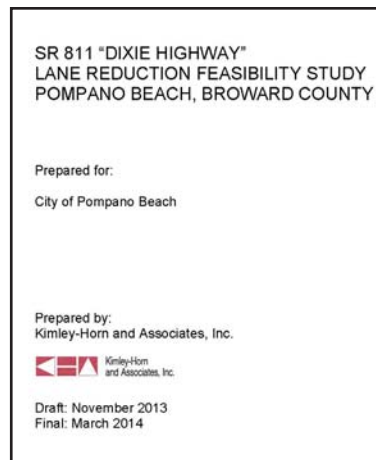 SR 811 “DIXIE HIGHWAY”
LANE REDUCTION FEASIBILITY STUDY
POMPANO BEACH, BROWARD COUNTY
Prepared for:
City of Pompano Beach
Prepared by:
Kimley-Horn and Associates, Inc.
Kimley-Horn
and Associates, Inc.
Draft: November 2013
Final: March 2014